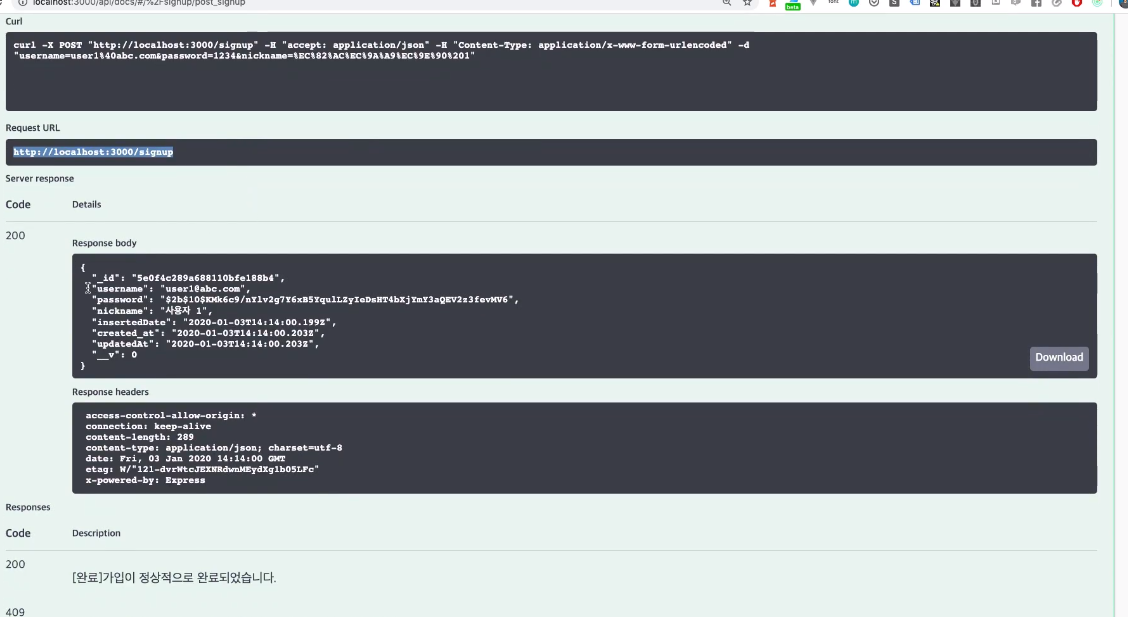 localhost:3000/api/docs/#/%2Fsignup/post_signup
Curl
curl -X POST "http://localhost:3000/signup" -H "accept: application/json" -H "Content-Type: application/x-www-form-urlencoded" -d
"username=user1%40abc.com&password=1234&nickname=%EC%82%AC%EC%9A%A9%EC%9E%90%201"
Request URL
http://localhost:3000/signup
Server response
Code Details
200
Response body
{
"_id": "5e0f4c289a688110bfe188b4",
"username": "user1@abc.com",
"password": "$2b$10$KMk6c9/nYlv2g7Y6xB5YqulLZyIeDsHT4bXjYmY3aQEV2z3fevMV6",
"nickname": "사용자 1",
"insertedDate": "2020-01-03T14:14:00.199Z",
"created_at": "2020-01-03T14:14:00.203Z",
"updatedAt": "2020-01-03T14:14:00.203Z",
"__v": 0
}
Download
Response headers
access-control-allow-origin: *
connection: keep-alive
content-length: 289
content-type: application/json; charset=utf-8
date: Fri, 03 Jan 2020 14:14:00 GMT
etag: W/"121-dvrWtcJEXNRdwnMEydXg1b05LFc"
x-powered-by: Express
Responses
Code Description
200
[완료]가입이 정상적으로 완료되었습니다.
409
beta